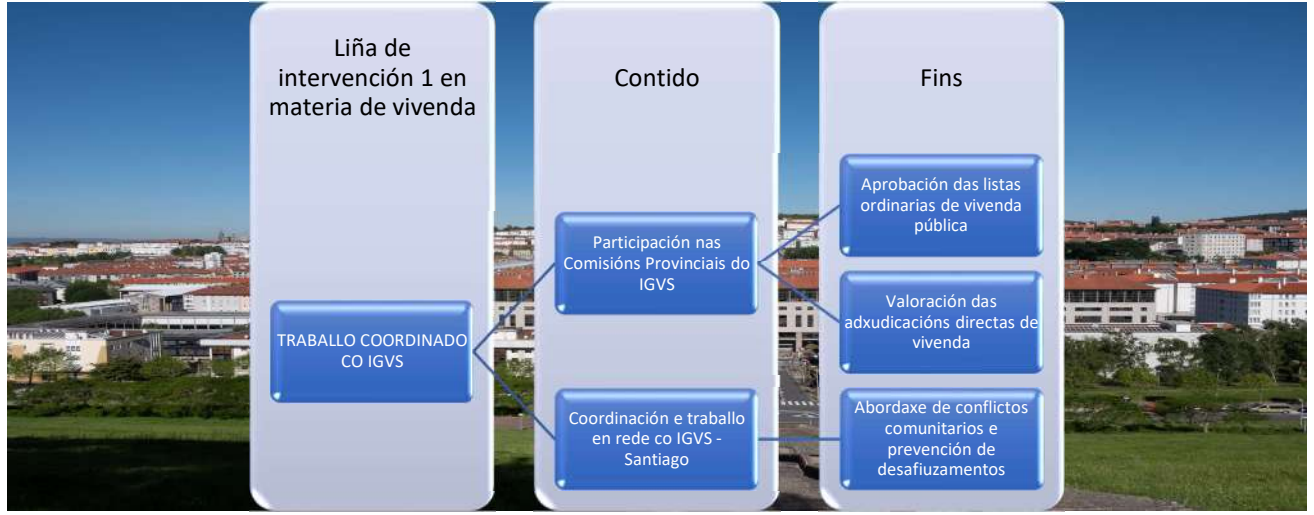 Liña de
intervención 1 en
materia de vivenda
Contido
Fins
TRABALLO COORDINADO
CO IGVS
Participación nas
Comisións Provinciais do
IGVS
Coordinación e traballo
en rede co IGVS -
Santiago
Aprobación das listas
ordinarias de vivenda
pública
Valoración das
adxudicacións directas de
vivenda
Abordaxe de conflictos
comunitarios e
prevención de
desafiuzamentos